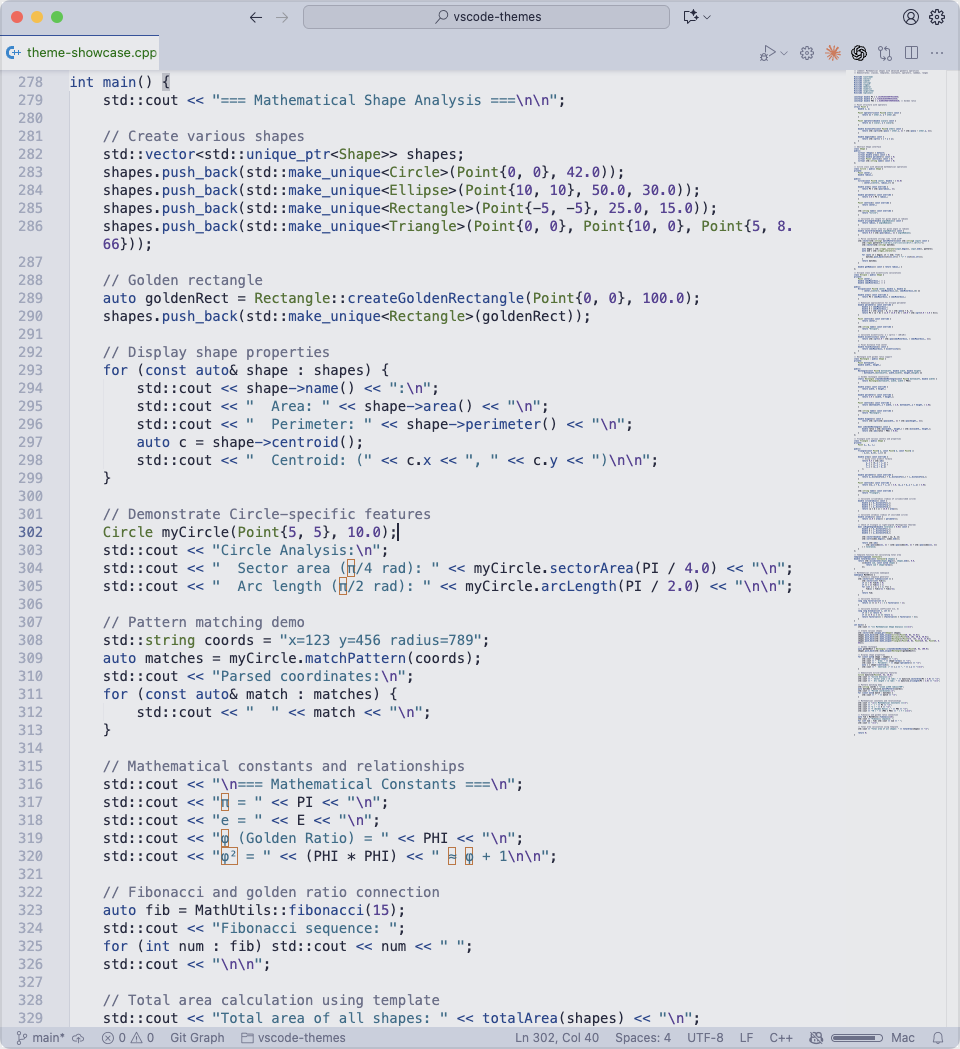 vscode-themes
theme-showcase.cpp
278 int main() {
279 std::cout << "=== Mathematical Shape Analysis ===\n\n";
280
281 // Create various shapes
282 std::vector<std::unique_ptr<Shape>> shapes;
283 shapes.push_back(std::make_unique<Circle>(Point{0, 0}, 42.0));
284 shapes.push_back(std::make_unique<Ellipse>(Point{10, 10}, 50.0, 30.0));
285 shapes.push_back(std::make_unique<Rectangle>(Point{-5, -5}, 25.0, 15.0));
286 shapes.push_back(std::make_unique<Triangle>(Point{0, 0}, Point{10, 0}, Point{5, 8.
66}));
287
288 // Golden rectangle
289 auto goldenRect = Rectangle::createGoldenRectangle(Point{0, 0}, 100.0);
290 shapes.push_back(std::make_unique<Rectangle>(goldenRect));
291
292 // Display shape properties
293 for (const auto& shape : shapes) {
294 std::cout << shape->name() << ":\n";
295 std::cout << "  Area: " << shape->area() << "\n";
296 std::cout << "  Perimeter: " << shape->perimeter() << "\n";
297 auto c = shape->centroid();
298 std::cout << "  Centroid: (" << c.x << ", " << c.y << ")\n\n";
299 }
300
301 // Demonstrate Circle-specific features
302 Circle myCircle(Point{5, 5}, 10.0);
303 std::cout << "Circle Analysis:\n";
304 std::cout << "  Sector area (π/4 rad): " << myCircle.sectorArea(PI / 4.0) << "\n";
305 std::cout << "  Arc length (π/2 rad): " << myCircle.arcLength(PI / 2.0) << "\n\n";
306
307 // Pattern matching demo
308 std::string coords = "x=123 y=456 radius=789";
309 auto matches = myCircle.matchPattern(coords);
310 std::cout << "Parsed coordinates:\n";
311 for (const auto& match : matches) {
312 std::cout << "  " << match << "\n";
313 }
314
315 // Mathematical constants and relationships
316 std::cout << "\n=== Mathematical Constants ===\n";
317 std::cout << "π = " << PI << "\n";
318 std::cout << "e = " << E << "\n";
319 std::cout << "φ (Golden Ratio) = " << PHI << "\n";
320 std::cout << "φ² = " << (PHI * PHI) << " ≈ φ + 1\n\n";
321
322 // Fibonacci and golden ratio connection
323 auto fib = MathUtils::fibonacci(15);
324 std::cout << "Fibonacci sequence: ";
325 for (int num : fib) std::cout << num << " ";
326 std::cout << "\n\n";
327
328 // Total area calculation using template
329 std::cout << "Total area of all shapes: " << totalArea(shapes) << "\n";
main* 0 0 Git Graph vscode-themes Ln 302, Col 40 Spaces: 4 UTF-8 LF C++ Mac